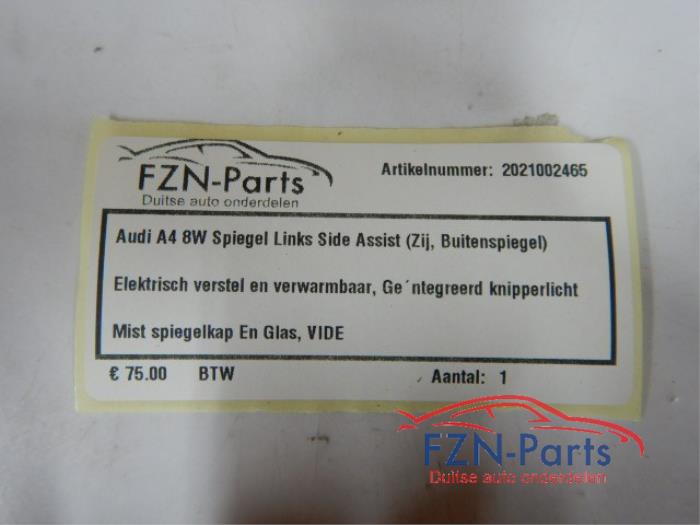 FZN-Parts
Duitse auto onderdelen
Artikelnummer: 2021002465
Audi A4 8W Spiegel Links Side Assist (Zij, Buitenspiegel)
Elektrisch verstel en verwarmbaar, Ge´ntegreerd knipperlicht
Mist spiegelkap En Glas, VIDE
€ 75.00 BTW Aantal: 1
FZN-Parts
Duitse auto onderdelen